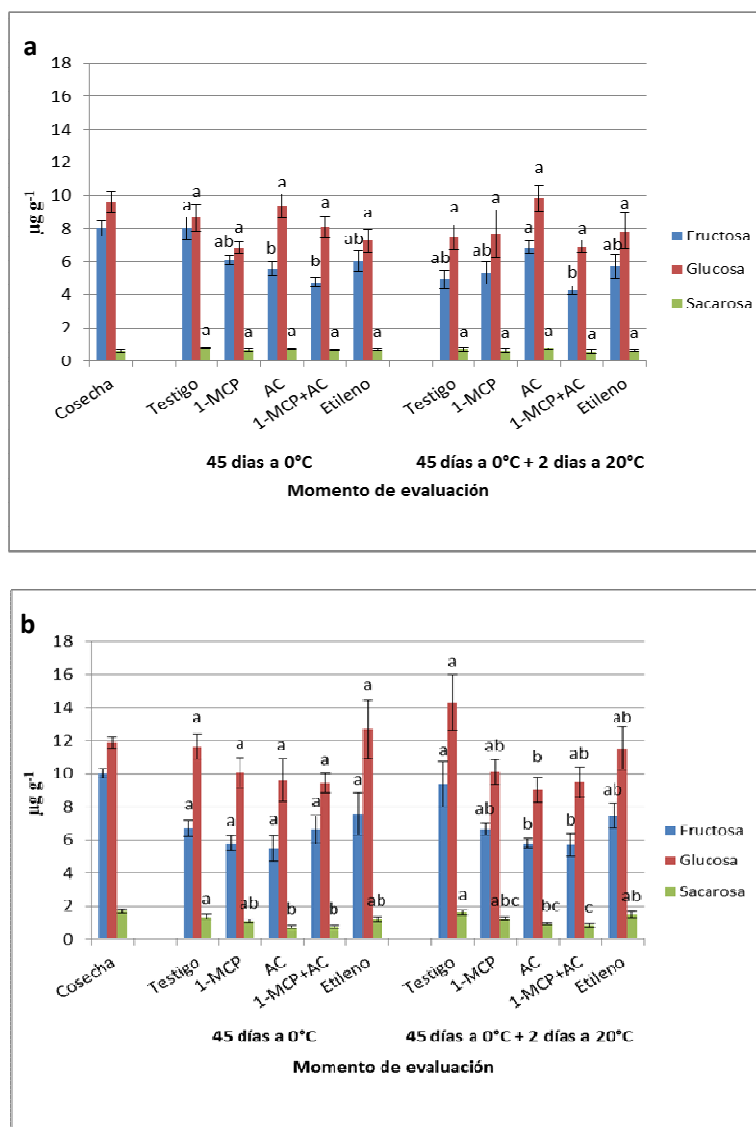 a
18
16
14
12
10
8
6
4
2
0
µg g-1
a a ab a b a b a ab a
ab a ab a a a b a ab a
a a a a a a a a a a
Fructosa
Glucosa
Sacarosa
Cosecha Testigo 1-MCP AC 1-MCP+AC Etileno Testigo 1-MCP AC 1-MCP+AC Etileno
45 dias a 0°C 45 días a 0°C + 2 dias a 20°C
Momento de evaluación
b
18
16
14
12
10
8
6
4
2
0
µg g-1
a a a a a a ab b ab ab
a a a a a a ab b b ab
a ab b b ab a abc bc c ab
Fructosa
Glucosa
Sacarosa
Cosecha Testigo 1-MCP AC 1-MCP+AC Etileno Testigo 1-MCP AC 1-MCP+AC Etileno
45 días a 0°C 45 días a 0°C + 2 días a 20°C
Momento de evaluación